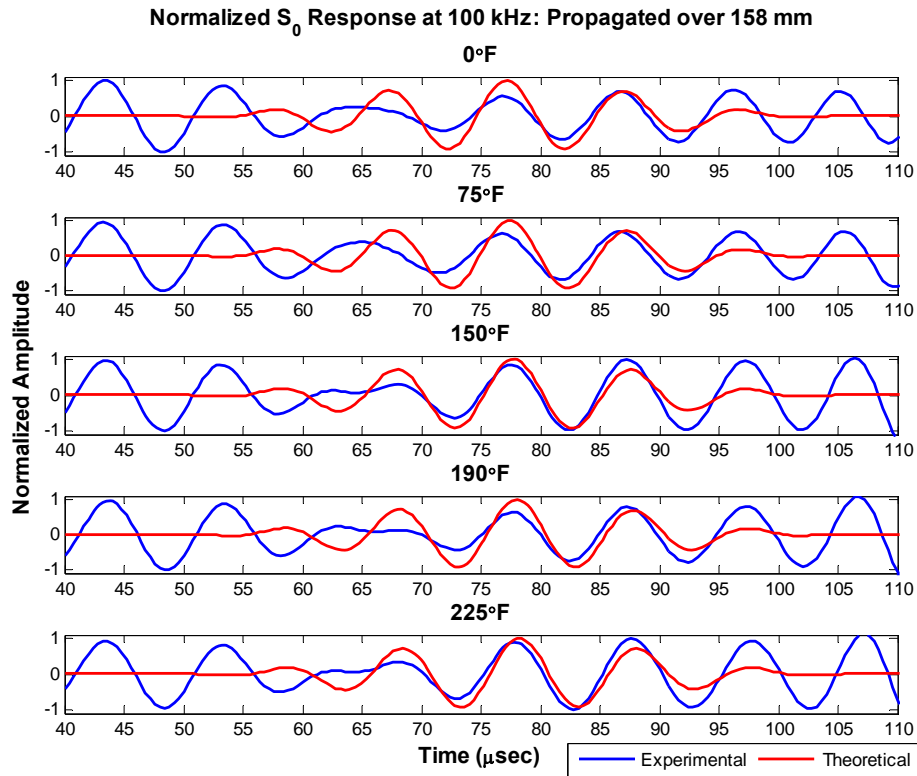 Normalized S0 Response at 100 kHz: Propagated over 158 mm
0°F
1
0
-1
40 45 50 55 60 65 70 75 80 85 90 95 100 105 110
75°F
1
0
-1
40 45 50 55 60 65 70 75 80 85 90 95 100 105 110
150°F
1
0
-1
40 45 50 55 60 65 70 75 80 85 90 95 100 105 110
190°F
1
0
-1
40 45 50 55 60 65 70 75 80 85 90 95 100 105 110
225°F
1
0
-1
40 45 50 55 60 65 70 75 80 85 90 95 100 105 110
Normalized Amplitude
Time (μsec)
Experimental
Theoretical